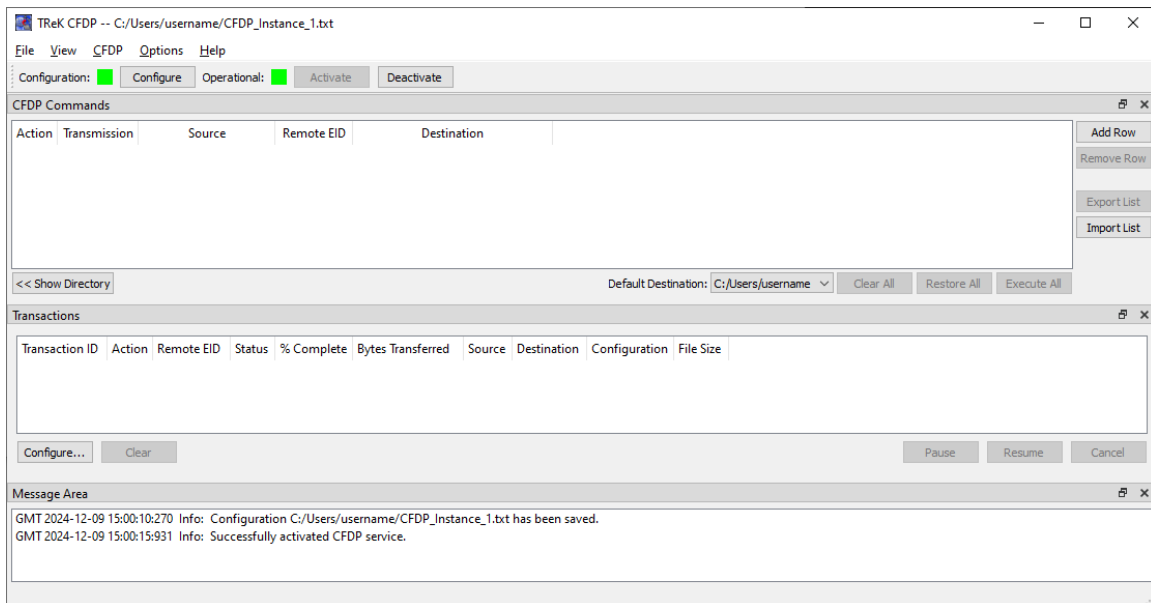 TReK CFDP -- C:/Users/username/CFDP_Instance_1.txt
File View CFDP Options Help
Configuration: Configure Operational: Activate Deactivate
CFDP Commands
Action Transmission Source Remote EID Destination
Add Row
Remove Row
Export List
Import List
<< Show Directory Default Destination: C:/Users/username Clear All Restore All Execute All
Transactions
Transaction ID Action Remote EID Status % Complete Bytes Transferred Source Destination Configuration File Size
Configure... Clear Pause Resume Cancel
Message Area
GMT 2024-12-09 15:00:10:270 Info: Configuration C:/Users/username/CFDP_Instance_1.txt has been saved.
GMT 2024-12-09 15:00:15:931 Info: Successfully activated CFDP service.